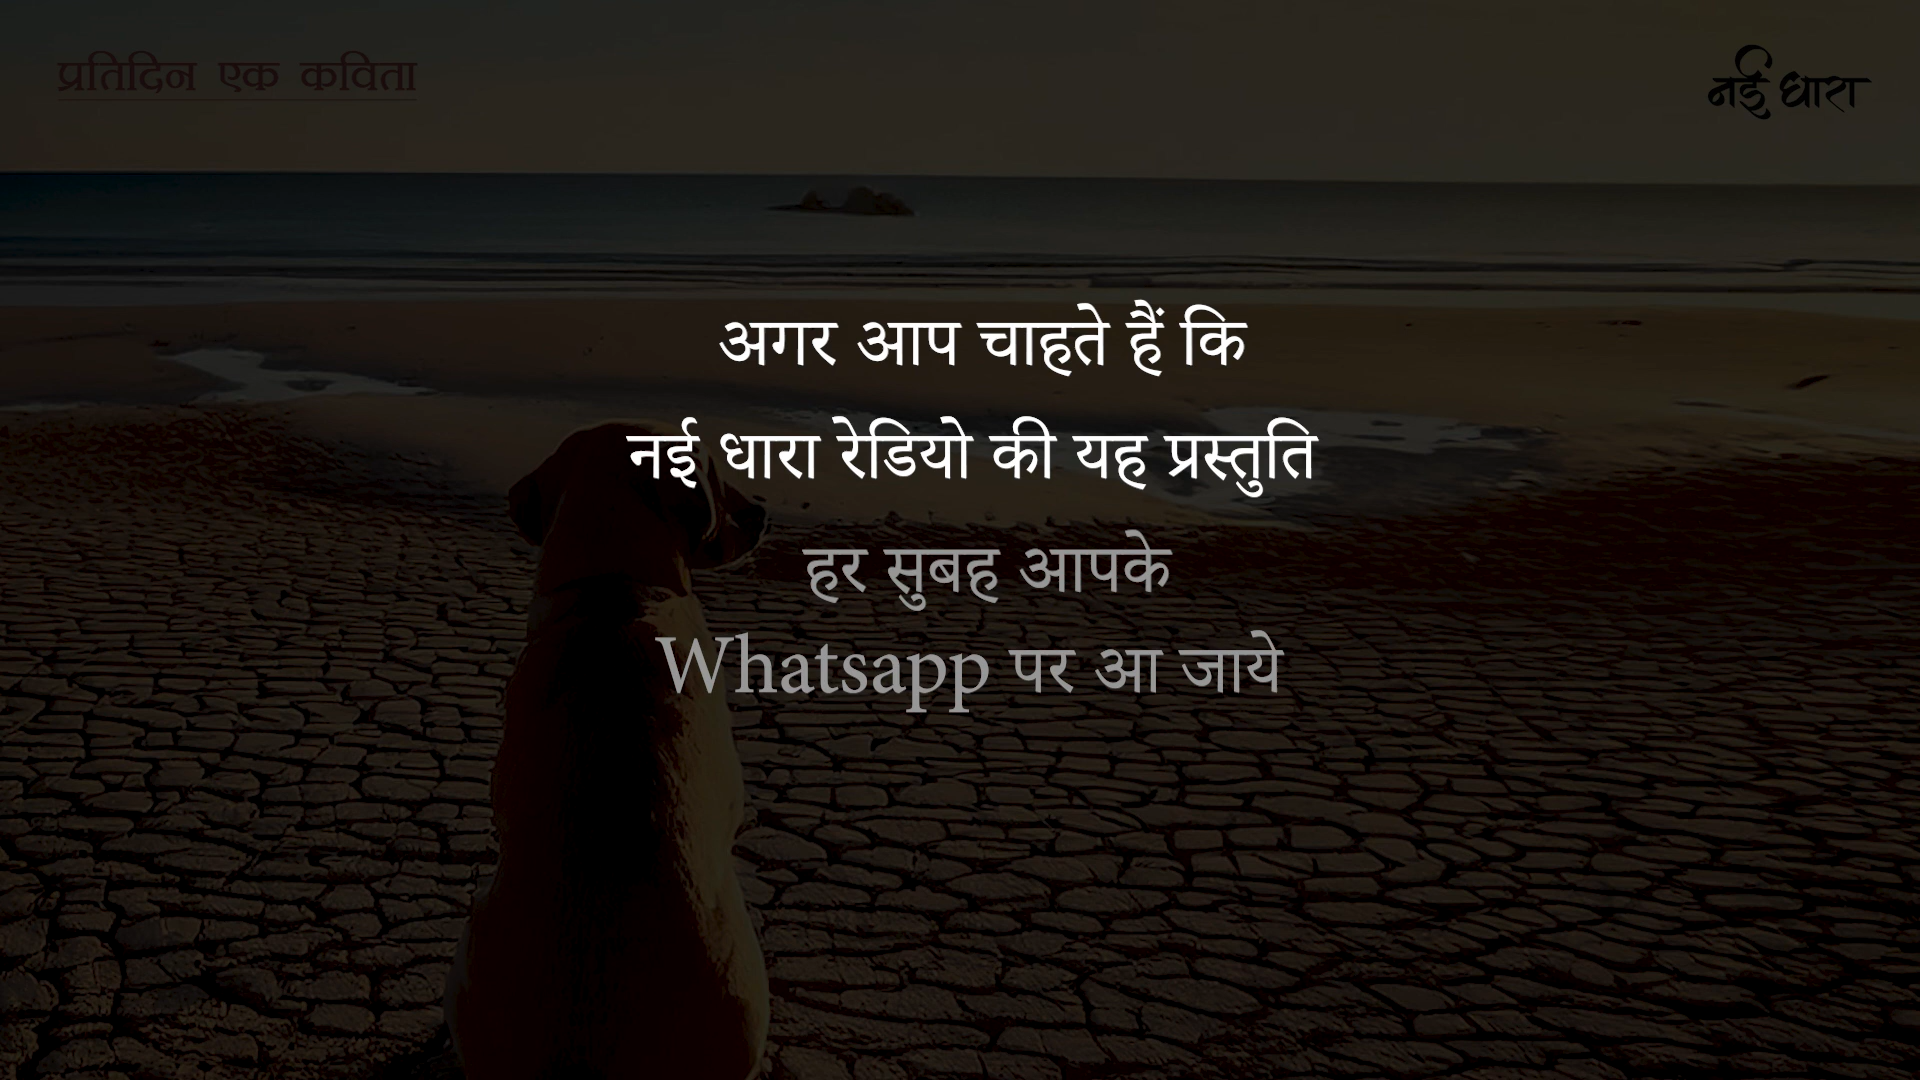 प्रतिदिन एक कविता
नई धारा
अगर आप चाहते हैं कि
नई धारा रेडियो की यह प्रस्तुति
हर सुबह आपके
Whatsapp पर आ जाये